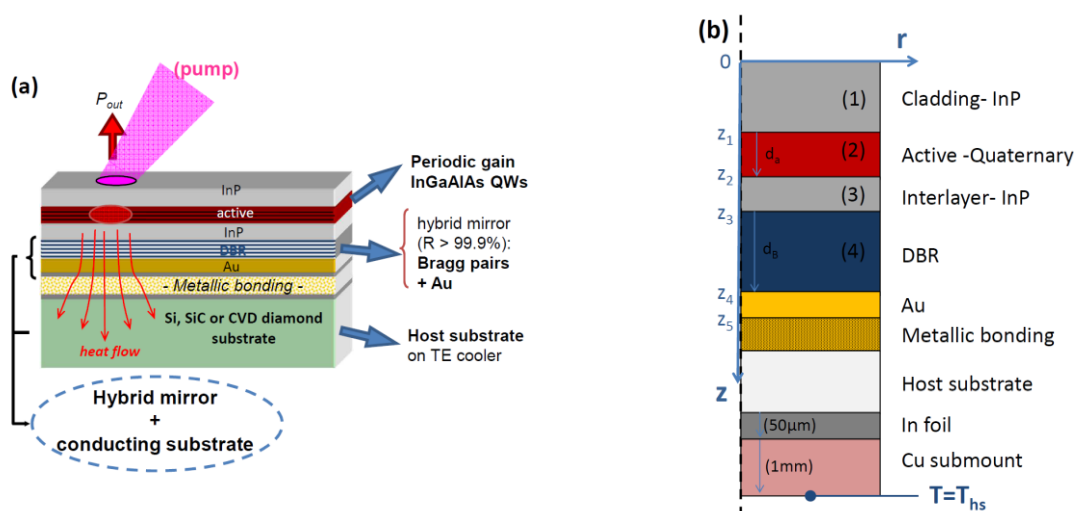 (a)
(pump)
P_out
InP
active
InP
DBR
Au
- Metallic bonding -
Si, SiC or CVD diamond
substrate
heat flow
Periodic gain
InGaAlAs QWs
hybrid mirror
(R > 99.9%):
Bragg pairs
+ Au
Host substrate
on TE cooler
Hybrid mirror
+
conducting substrate
(b)
r
0
(1)
Cladding- InP
z1
da
(2)
Active -Quaternary
z2
(3)
Interlayer- InP
z3
dB
(4)
DBR
z4
Au
z5
Metallic bonding
z
Host substrate
(50μm)
In foil
(1mm)
Cu submount
T=Ths